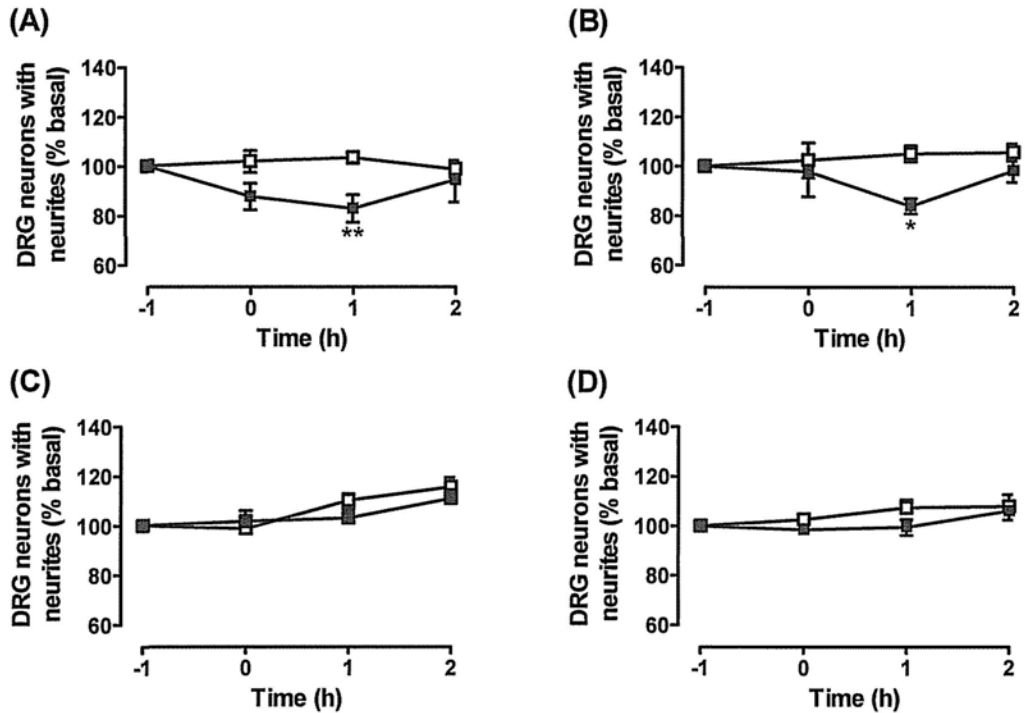 (A)
DRG neurons with
neurites (% basal)
140
120
100
80
60
**
-1 0 1 2
Time (h)
(B)
DRG neurons with
neurites (% basal)
140
120
100
80
60
*
-1 0 1 2
Time (h)
(C)
DRG neurons with
neurites (% basal)
140
120
100
80
60
-1 0 1 2
Time (h)
(D)
DRG neurons with
neurites (% basal)
140
120
100
80
60
-1 0 1 2
Time (h)